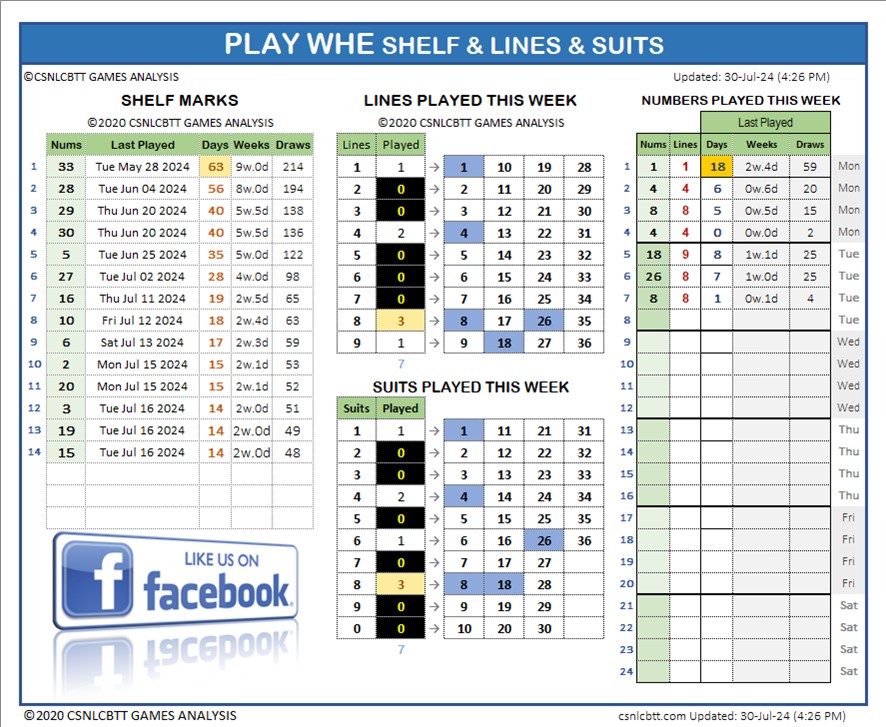 PLAY WHE SHELF & LINES & SUITS
©CSNLCBTT GAMES ANALYSIS
Updated: 30-Jul-24 (4:26 PM)
SHELF MARKS
©2020 CSNLCBTT GAMES ANALYSIS
Nums Last Played Days Weeks Draws
1 33 Tue May 28 2024 63 9w.0d 214
2 28 Tue Jun 04 2024 56 8w.0d 194
3 29 Thu Jun 20 2024 40 5w.5d 138
4 30 Thu Jun 20 2024 40 5w.5d 136
5 5 Tue Jun 25 2024 35 5w.0d 122
6 27 Tue Jul 02 2024 28 4w.0d 98
7 16 Thu Jul 11 2024 19 2w.5d 65
8 10 Fri Jul 12 2024 18 2w.4d 63
9 6 Sat Jul 13 2024 17 2w.3d 59
10 2 Mon Jul 15 2024 15 2w.1d 53
11 20 Mon Jul 15 2024 15 2w.1d 52
12 3 Tue Jul 16 2024 14 2w.0d 51
13 19 Tue Jul 16 2024 14 2w.0d 49
14 15 Tue Jul 16 2024 14 2w.0d 48
LIKE US ON
facebook.
LINES PLAYED THIS WEEK
©2020 CSNLCBTT GAMES ANALYSIS
Lines Played
1 1 → 1 10 19 28
2 0 → 2 11 20 29
3 0 → 3 12 21 30
4 2 → 4 13 22 31
5 0 → 5 14 23 32
6 0 → 6 15 24 33
7 0 → 7 16 25 34
8 3 → 8 17 26 35
9 1 → 9 18 27 36
7
SUITS PLAYED THIS WEEK
Suits Played
1 1 → 1 11 21 31
2 0 → 2 12 22 32
3 0 → 3 13 23 33
4 2 → 4 14 24 34
5 0 → 5 15 25 35
6 1 → 6 16 26 36
7 0 → 7 17 27
8 3 → 8 18 28
9 0 → 9 19 29
0 0 → 10 20 30
7
NUMBERS PLAYED THIS WEEK
Last Played
Nums Lines Days Weeks Draws
1 1 1 18 2w.4d 59 Mon
2 4 4 6 0w.6d 20 Mon
3 8 8 5 0w.5d 15 Mon
4 4 4 0 0w.0d 2 Mon
5 18 9 8 1w.1d 25 Tue
6 26 8 7 1w.0d 25 Tue
7 8 8 1 0w.1d 4 Tue
8 Tue
9 Wed
10 Wed
11 Wed
12 Wed
13 Thu
14 Thu
15 Thu
16 Thu
17 Fri
18 Fri
19 Fri
20 Fri
21 Sat
22 Sat
23 Sat
24 Sat
©2020 CSNLCBTT GAMES ANALYSIS
csnlcbtt.com Updated: 30-Jul-24 (4:26 PM)